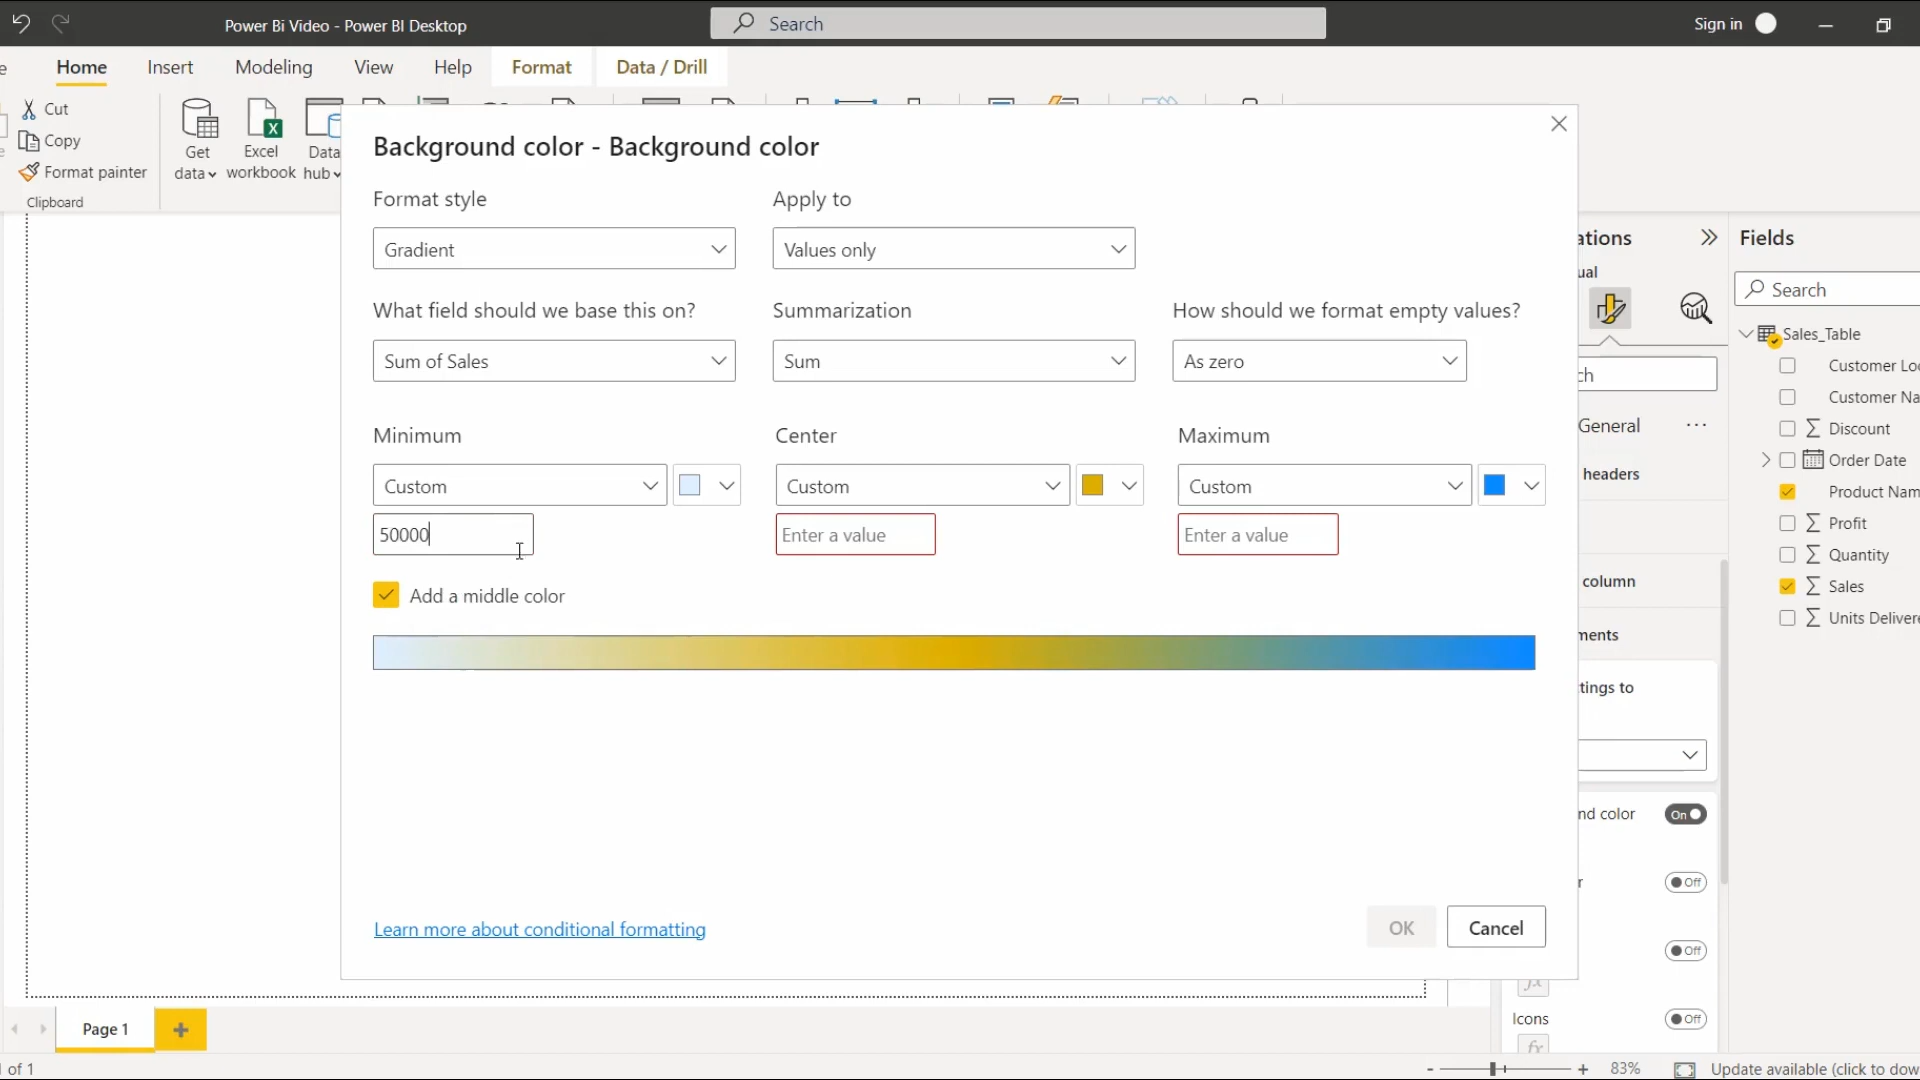 Power Bi Video - Power BI Desktop
Search
Sign in
Home
Insert
Modeling
View
Help
Format
Data / Drill
Cut
Copy
Format painter
Clipboard
Get
data
Excel
workbook
Data
hub
Background color - Background color
Format style
Apply to
Gradient
Values only
What field should we base this on?
Summarization
How should we format empty values?
Sum of Sales
Sum
As zero
Minimum
Center
Maximum
Custom
Custom
Custom
50000
Enter a value
Enter a value
Add a middle color
Learn more about conditional formatting
OK
Cancel
ations
ual
ch
General
headers
column
nents
tings to
nd color
On
r
Off
Off
Icons
Off
fx
Fields
Search
Sales_Table
Customer Loc
Customer Na
Discount
Order Date
Product Nam
Profit
Quantity
Sales
Units Delivere
Page 1
of 1
83%
Update available (click to dow